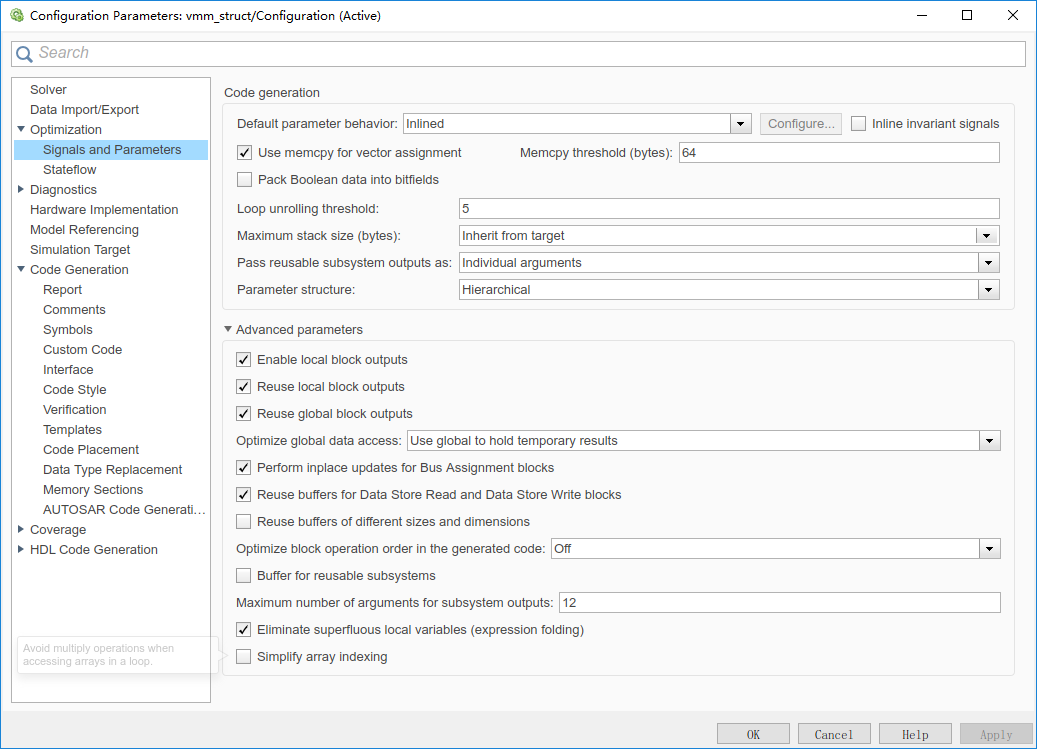 Configuration Parameters: vmm_struct/Configuration (Active)
Search
Solver
Data Import/Export
Optimization
Signals and Parameters
Stateflow
Diagnostics
Hardware Implementation
Model Referencing
Simulation Target
Code Generation
Report
Comments
Symbols
Custom Code
Interface
Code Style
Verification
Templates
Code Placement
Data Type Replacement
Memory Sections
AUTOSAR Code Generati...
Coverage
HDL Code Generation
Avoid multiply operations when
accessing arrays in a loop.
Code generation
Default parameter behavior: Inlined Configure... Inline invariant signals
Use memcpy for vector assignment Memcpy threshold (bytes): 64
Pack Boolean data into bitfields
Loop unrolling threshold: 5
Maximum stack size (bytes): Inherit from target
Pass reusable subsystem outputs as: Individual arguments
Parameter structure: Hierarchical
Advanced parameters
Enable local block outputs
Reuse local block outputs
Reuse global block outputs
Optimize global data access: Use global to hold temporary results
Perform inplace updates for Bus Assignment blocks
Reuse buffers for Data Store Read and Data Store Write blocks
Reuse buffers of different sizes and dimensions
Optimize block operation order in the generated code: Off
Buffer for reusable subsystems
Maximum number of arguments for subsystem outputs: 12
Eliminate superfluous local variables (expression folding)
Simplify array indexing
OK Cancel Help Apply